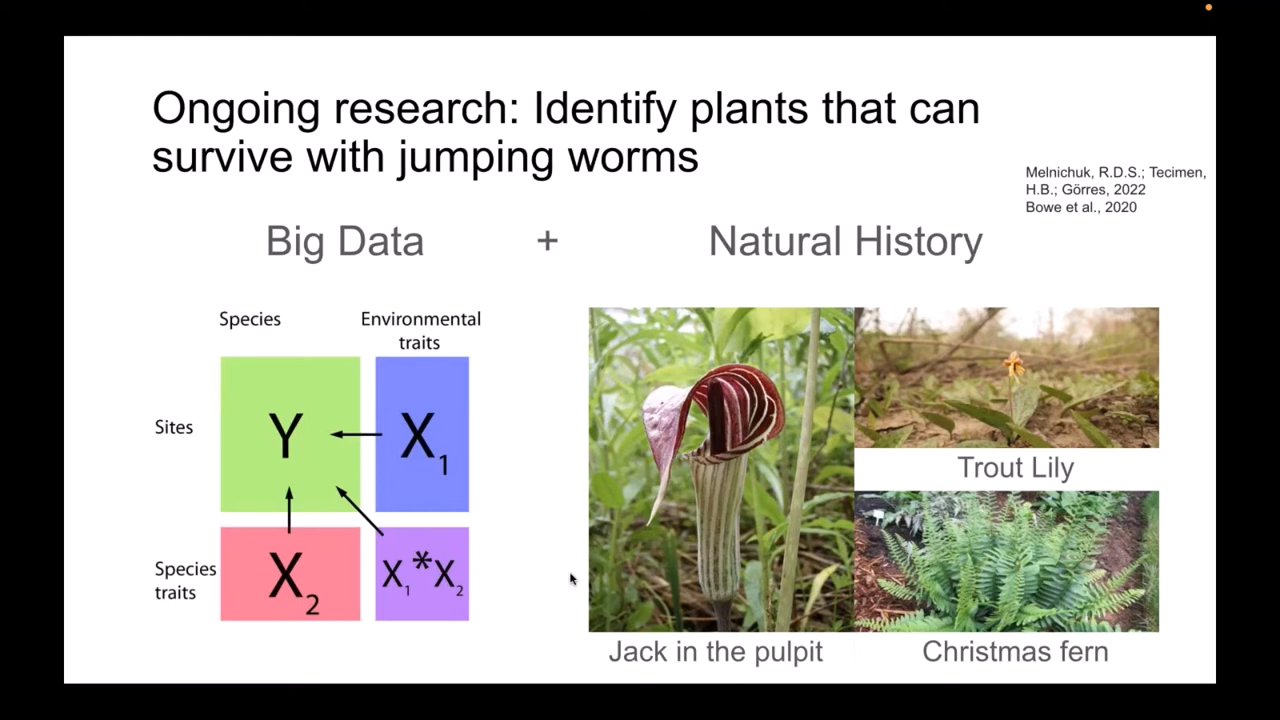 Ongoing research: Identify plants that can
survive with jumping worms
Melnichuk, R.D.S.; Tecimen,
H.B.; Görres, 2022
Bowe et al., 2020
Big Data + Natural History
Species
Environmental
traits
Sites
Y
X1
Species
traits
X2
X1*X2
Trout Lily
Jack in the pulpit
Christmas fern